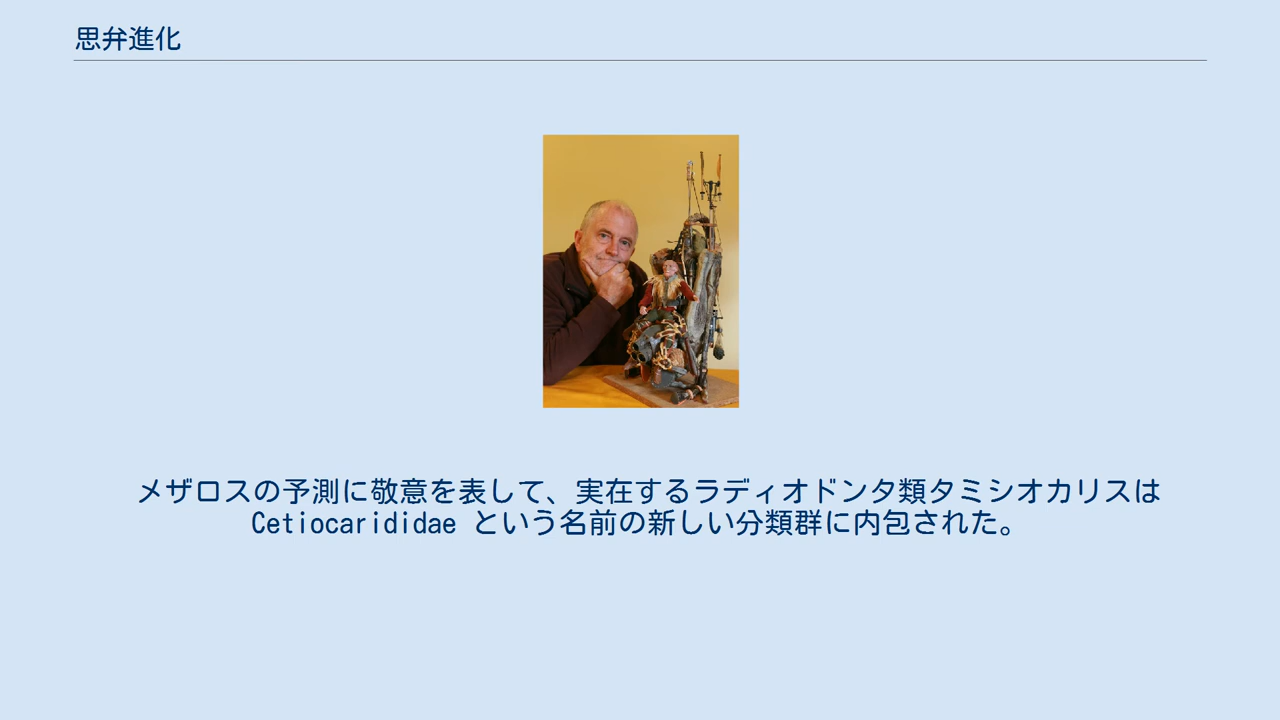 思弁進化
メザロスの予測に敬意を表して、実在するラディオドンタ類タミシオカリスは
Cetiocarididae という名前の新しい分類群に内包された。